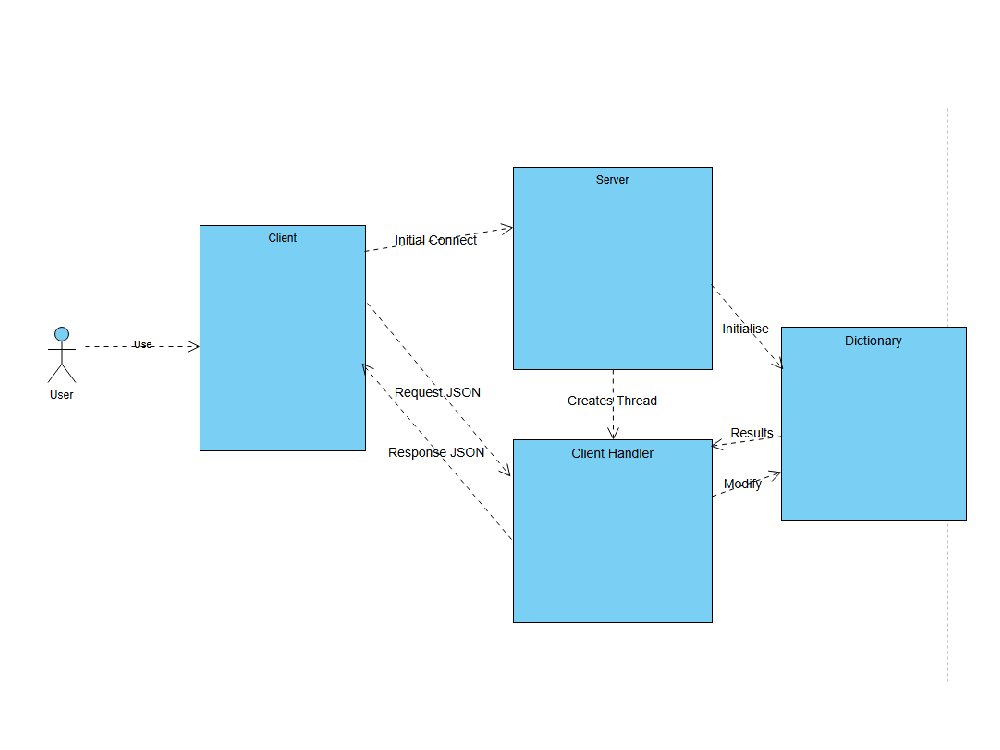 Server
Client
Initial Connect
Initialise
Dictionary
Use
User
Request JSON
Creates Thread
Results
Response JSON
Client Handler
Modify